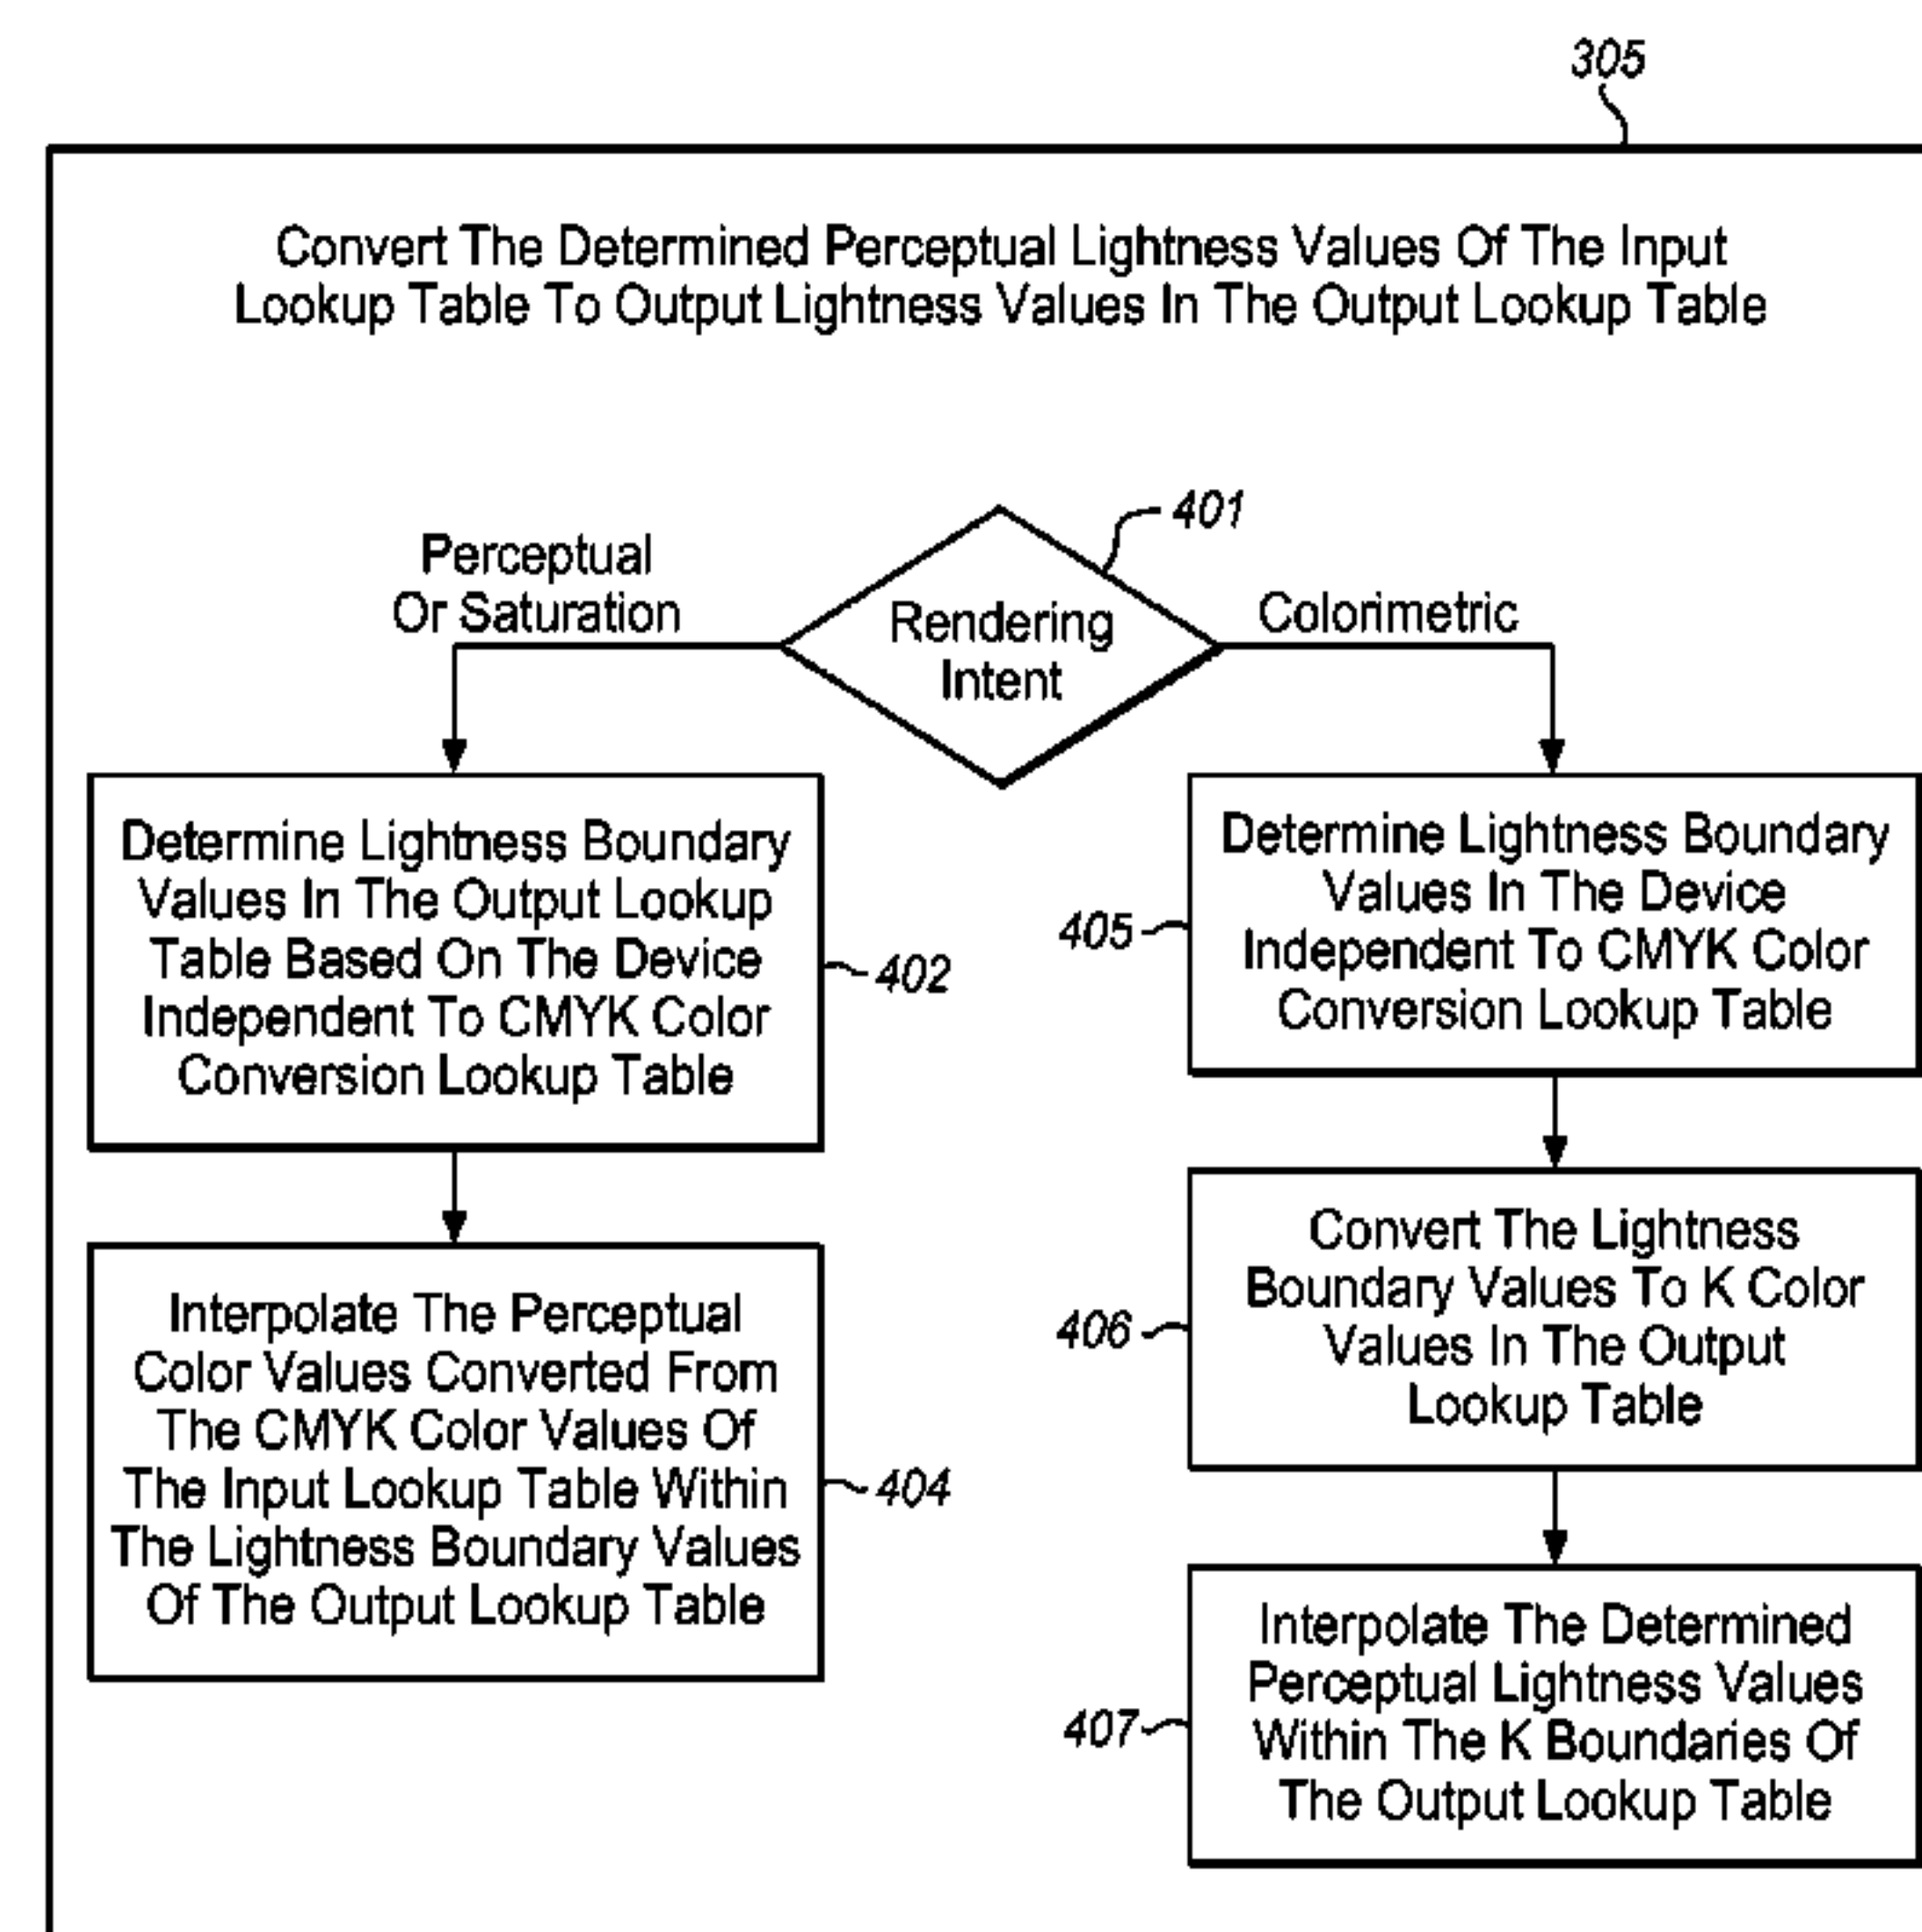 305
Convert The Determined Perceptual Lightness Values Of The Input
Lookup Table To Output Lightness Values In The Output Lookup Table
401
Perceptual
Or Saturation
Rendering
Intent
Colorimetric
Determine Lightness Boundary
Values In The Output Lookup
Table Based On The Device
Independent To CMYK Color
Conversion Lookup Table
402
Interpolate The Perceptual
Color Values Converted From
The CMYK Color Values Of
The Input Lookup Table Within
The Lightness Boundary Values
Of The Output Lookup Table
404
Determine Lightness Boundary
Values In The Device
Independent To CMYK Color
Conversion Lookup Table
405
Convert The Lightness
Boundary Values To K Color
Values In The Output
Lookup Table
406
Interpolate The Determined
Perceptual Lightness Values
Within The K Boundaries Of
The Output Lookup Table
407